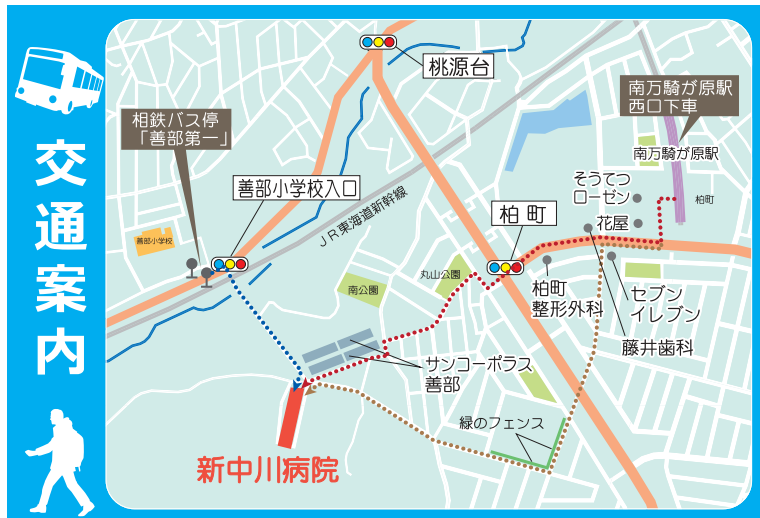 交通案内
桃源台
南万騎が原駅
西口下車
相鉄バス停
「善部第一」
南万騎が原駅
そうてつ
ローゼン
柏町
善部小学校入口
JR東海道新幹線
柏町
花屋
善部小学校
丸山公園
南公園
柏町
整形外科
セブン
イレブン
藤井歯科
サンコーポラス
善部
緑のフェンス
新中川病院